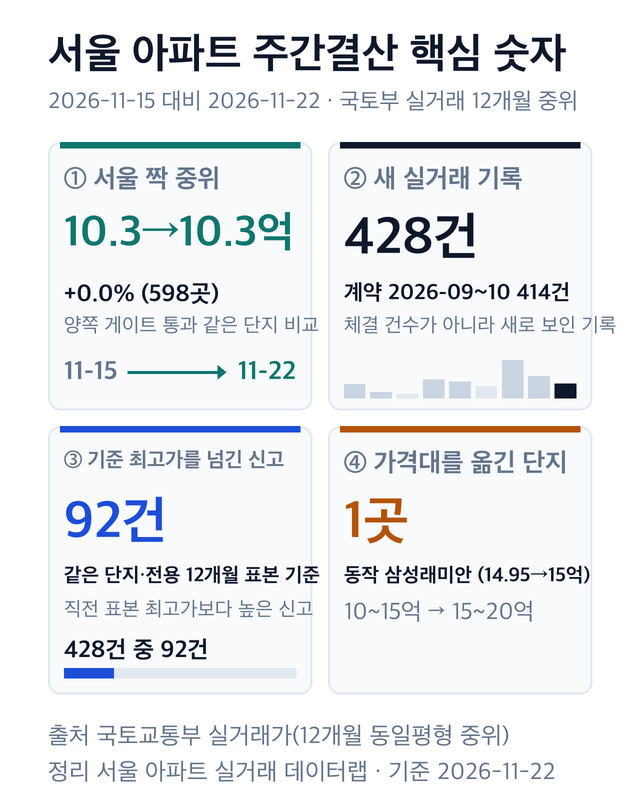 서울 아파트 주간결산 핵심 숫자
2026-11-15 대비 2026-11-22 · 국토부 실거래 12개월 중위
① 서울 짝 중위
10.3→10.3억
+0.0% (598곳)
양쪽 게이트 통과 같은 단지 비교
11-15 → 11-22
② 새 실거래 기록
428건
계약 2026-09~10 414건
체결 건수가 아니라 새로 보인 기록
③ 기준 최고가를 넘긴 신고
92건
같은 단지·전용 12개월 표본 기준
직전 표본 최고가보다 높은 신고
428건 중 92건
④ 가격대를 옮긴 단지
1곳
동작 삼성래미안 (14.95→15억)
10~15억 → 15~20억
출처 국토교통부 실거래가(12개월 동일평형 중위)
정리 서울 아파트 실거래 데이터랩 · 기준 2026-11-22